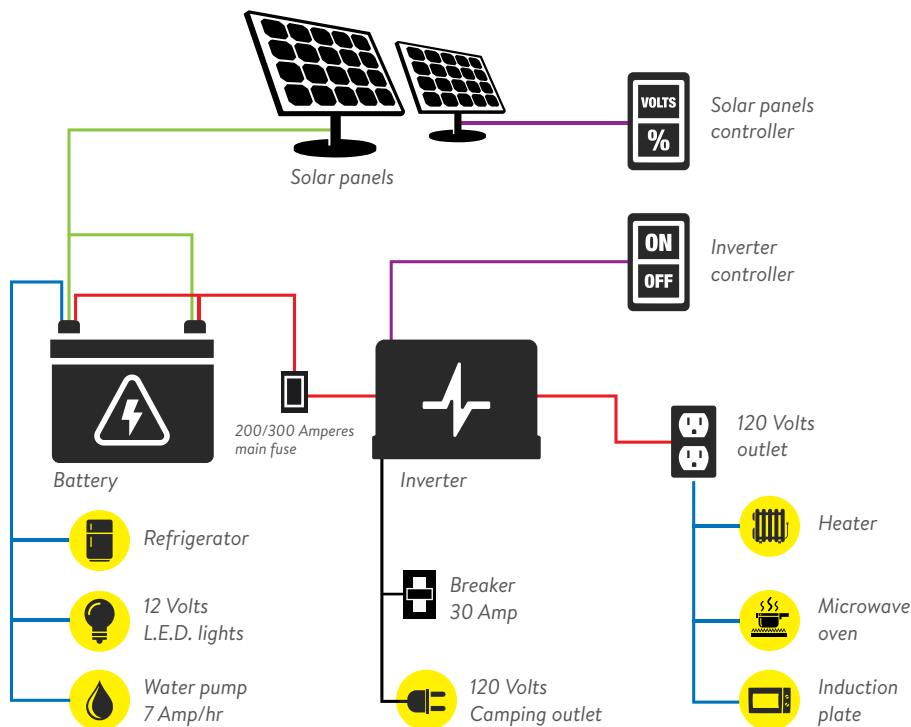 VOLTS
%
Solar panels
controller
Solar panels
ON
OFF
Inverter
controller
200/300 Amperes
main fuse
120 Volts
outlet
Battery
Inverter
Refrigerator
Heater
Breaker
30 Amp
12 Volts
L.E.D. lights
Microwave
oven
Water pump
7 Amp/hr
120 Volts
Camping outlet
Induction
plate